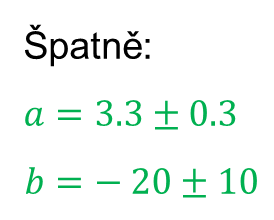 Špatně:
a = 3.3 ± 0.3
b = − 20 ± 10